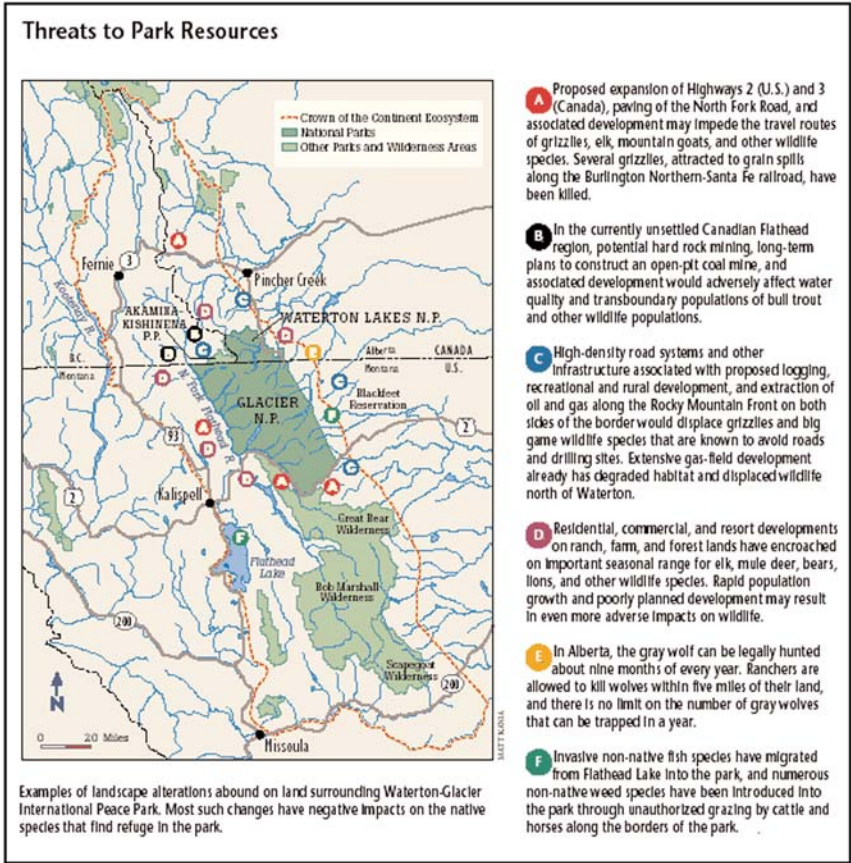 Threats to Park Resources
Crown of the Continent Ecosystem
National Parks
Other Parks and Wilderness Areas
A
Fernie
3
Pincher Creek
C
Kootenay R.
AKAMINA
KISHINENA
P.P.
D
B
WATERTON LAKES N.P.
D
D
C
E
B.C.
Montana
Alberta
Montana
CANADA
U.S.
D
C
Blackfeet
Reservation
N. Fork Flathead R.
GLACIER
N.P.
F
93
A
D
2
C
D
A
A
2
Kalispell
Great Bear
Wilderness
F
Flathead
Lake
Bob Marshall
Wilderness
200
Scapegoat
Wilderness
200
N
0 20 Miles
Missoula
MATT KANIA
A Proposed expansion of Highways 2 (U.S.) and 3
(Canada), paving of the North Fork Road, and
associated development may impede the travel routes
of grizzlies, elk, mountain goats, and other wildlife
species. Several grizzlies, attracted to grain spills
along the Burlington Northern-Santa Fe railroad, have
been killed.
B In the currently unsettled Canadian Flathead
region, potential hard rock mining, long-term
plans to construct an open-pit coal mine, and
associated development would adversely affect water
quality and transboundary populations of bull trout
and other wildlife populations.
C High-density road systems and other
infrastructure associated with proposed logging,
recreational and rural development, and extraction of
oil and gas along the Rocky Mountain Front on both
sides of the border would displace grizzlies and big
game wildlife species that are known to avoid roads
and drilling sites. Extensive gas-field development
already has degraded habitat and displaced wildlife
north of Waterton.
D Residential, commercial, and resort developments
on ranch, farm, and forest lands have encroached
on important seasonal range for elk, mule deer, bears,
lions, and other wildlife species. Rapid population
growth and poorly planned development may result
in even more adverse impacts on wildlife.
E In Alberta, the gray wolf can be legally hunted
about nine months of every year. Ranchers are
allowed to kill wolves within five miles of their land,
and there is no limit on the number of gray wolves
that can be trapped in a year.
F Invasive non-native fish species have migrated
from Flathead Lake into the park, and numerous
non-native weed species have been introduced into
the park through unauthorized grazing by cattle and
horses along the borders of the park.
Examples of landscape alterations abound on land surrounding Waterton-Glacier
International Peace Park. Most such changes have negative impacts on the native
species that find refuge in the park.